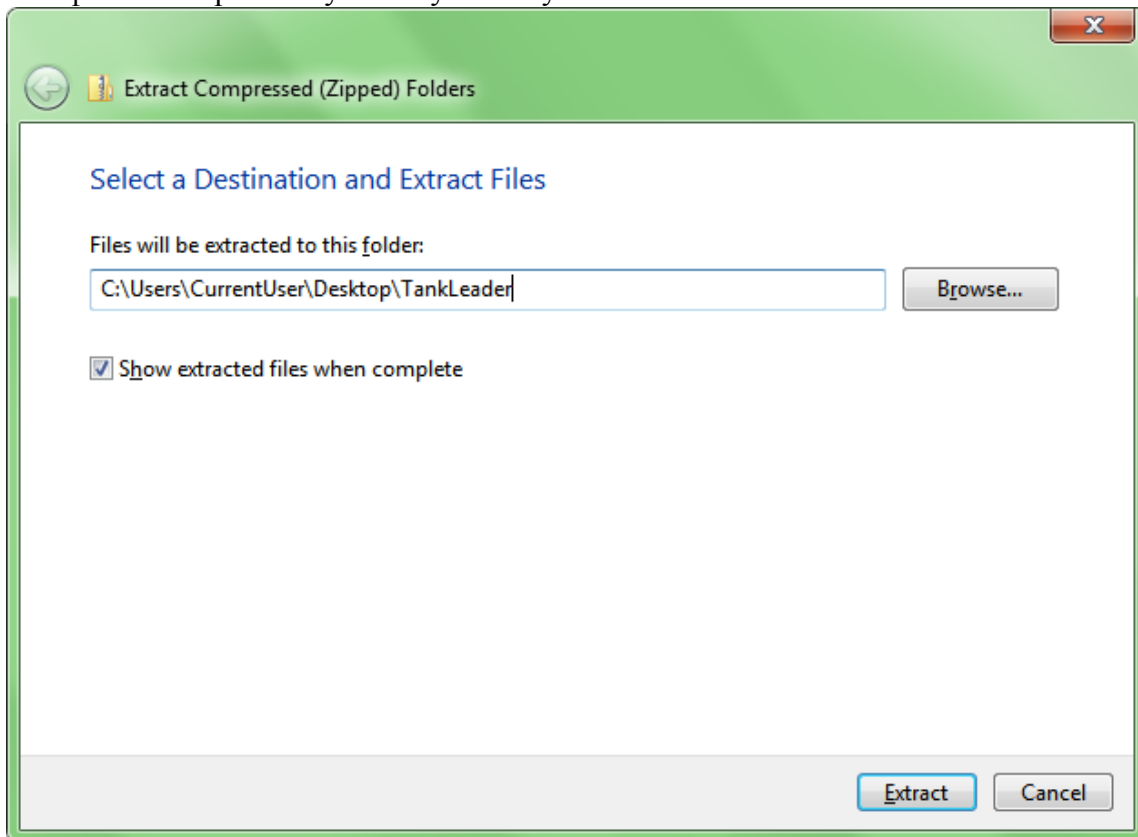 Extract Compressed (Zipped) Folders
Select a Destination and Extract Files
Files will be extracted to this folder:
C:\Users\CurrentUser\Desktop\TankLeader
Browse...
Show extracted files when complete
Extract
Cancel